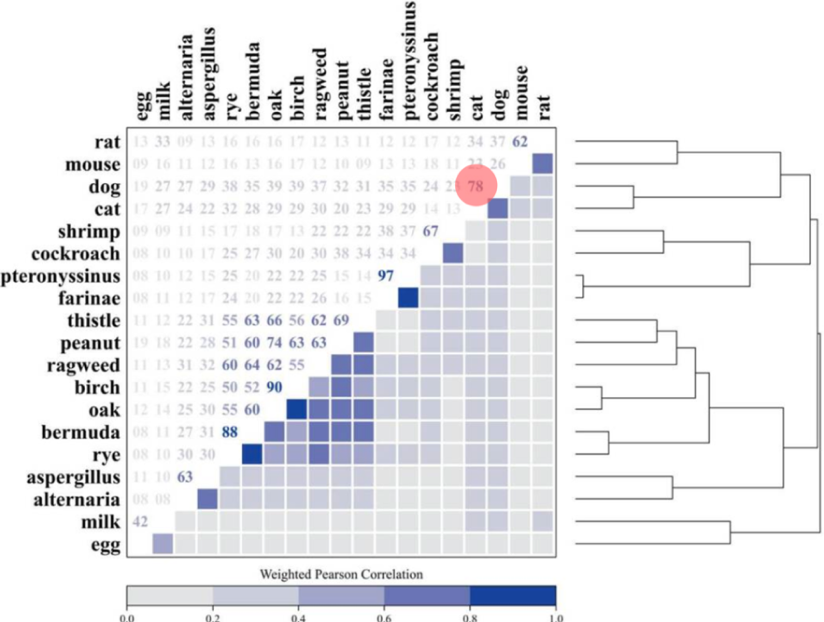 egg milk alternaria aspergillus rye bermuda oak birch ragweed peanut thistle farinae pteronyssinus cockroach shrimp cat dog mouse rat
rat 13 33 09 13 16 16 16 17 12 13 11 12 12 17 12 34 37 62
mouse 09 16 11 12 16 13 16 17 12 10 09 13 13 18 11 26
dog 19 27 27 29 38 35 39 39 37 32 31 35 35 24 78
cat 17 27 24 22 32 28 29 29 30 20 23 29 29 14 13
shrimp 09 09 11 15 17 18 17 13 22 22 22 38 37 67
cockroach 08 10 10 17 25 27 30 20 30 38 34 34 34
pteronyssinus 08 10 12 15 25 20 22 22 25 15 14 97
farinae 08 11 12 17 24 20 22 22 26 16 15
thistle 11 12 22 31 55 63 66 56 62 69
peanut 19 18 22 28 51 60 74 63 63
ragweed 11 13 31 32 60 64 62 55
birch 11 15 22 25 50 52 90
oak 12 14 25 30 55 60
bermuda 08 11 27 31 88
rye 08 10 30 30
aspergillus 11 10 63
alternaria 08 08
milk 42
egg
Weighted Pearson Correlation
0.0 0.2 0.4 0.6 0.8 1.0